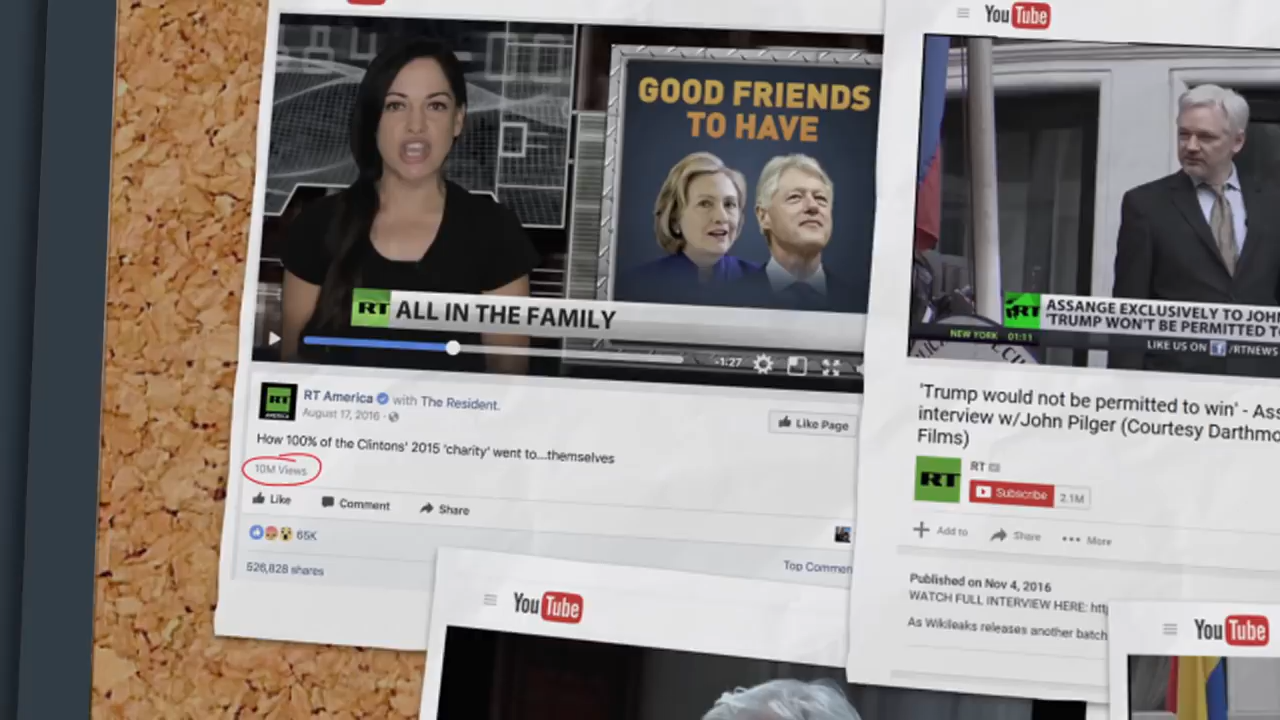 GOOD FRIENDS
TO HAVE
RT ALL IN THE FAMILY
-1:27
RT
AMERICA
RT America with The Resident.
August 17, 2016
Like Page
How 100% of the Clintons' 2015 'charity' went to...themselves
10M Views
Like Comment Share
65K
526,828 shares
Top Commen
YouTube
RT
ASSANGE EXCLUSIVELY TO JOHN
'TRUMP WON'T BE PERMITTED TO
NEW YORK 01:11
LIKE US ON /RTNEWS
'Trump would not be permitted to win' - Ass
interview w/John Pilger (Courtesy Darthmo
Films)
RT
RT
Subscribe 2.1M
Add to Share More
Published on Nov 4, 2016
WATCH FULL INTERVIEW HERE: http
As Wikileaks releases another batch
YouTube
YouTube